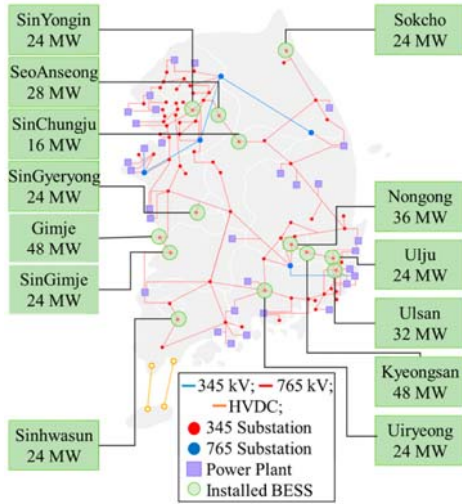 SinYongin
24 MW
SeoAnseong
28 MW
SinChungju
16 MW
SinGyeryong
24 MW
Gimje
48 MW
SinGimje
24 MW
Sinhwasun
24 MW
Sokcho
24 MW
Nongong
36 MW
Ulju
24 MW
Ulsan
32 MW
Kyeongsan
48 MW
Uiryeong
24 MW
345 kV; 765 kV;
HVDC;
345 Substation
765 Substation
Power Plant
Installed BESS